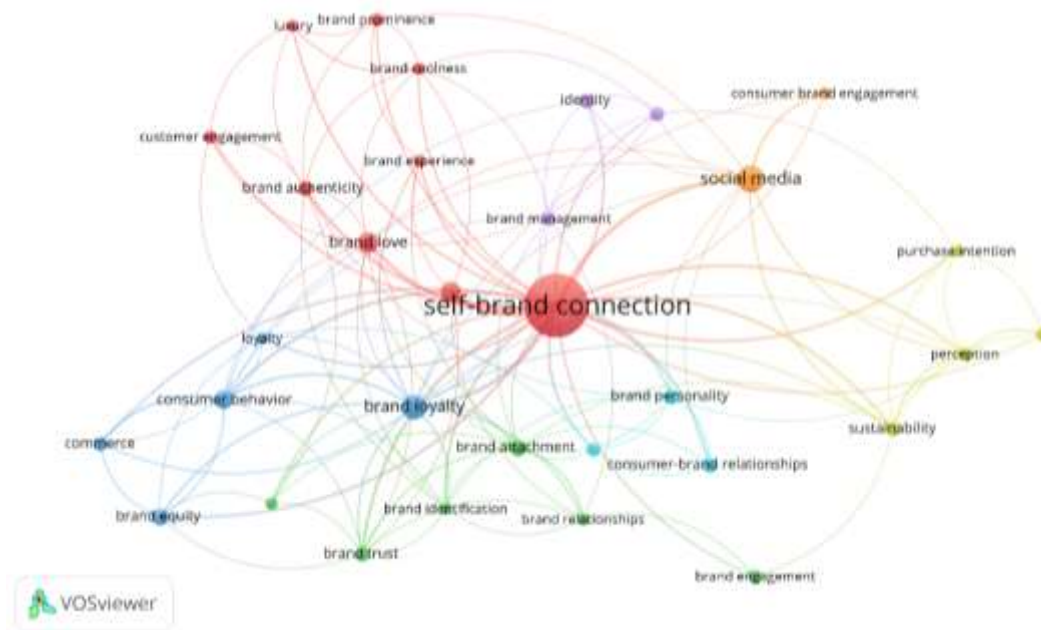 luxury
brand prominence
brand coolness
consumer brand engagement
identity
customer engagement
brand experience
social media
brand authenticity
brand management
brand love
purchase intention
self-brand connection
loyalty
perception
consumer behavior
brand personality
brand loyalty
sustainability
commerce
brand attachment
consumer-brand relationships
brand identification
brand equity
brand relationships
brand trust
brand engagement
VOSviewer